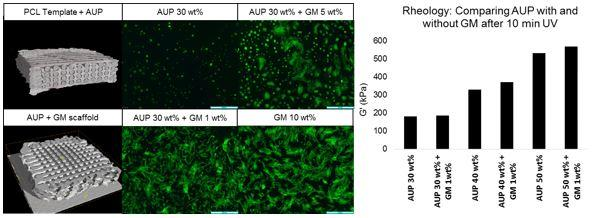 PCL Template + AUP
AUP 30 wt%
AUP 30 wt% + GM 5 wt%
AUP + GM scaffold
AUP 30 wt% + GM 1 wt%
GM 10 wt%
Rheology: Comparing AUP with and
without GM after 10 min UV
G' (kPa)
700
600
500
400
300
200
100
0
AUP 30 wt%
AUP 30 wt% +
GM 1wt%
AUP 40 wt%
AUP 40 wt% +
GM 1wt%
AUP 50 wt%
AUP 50 wt% +
GM 1wt%